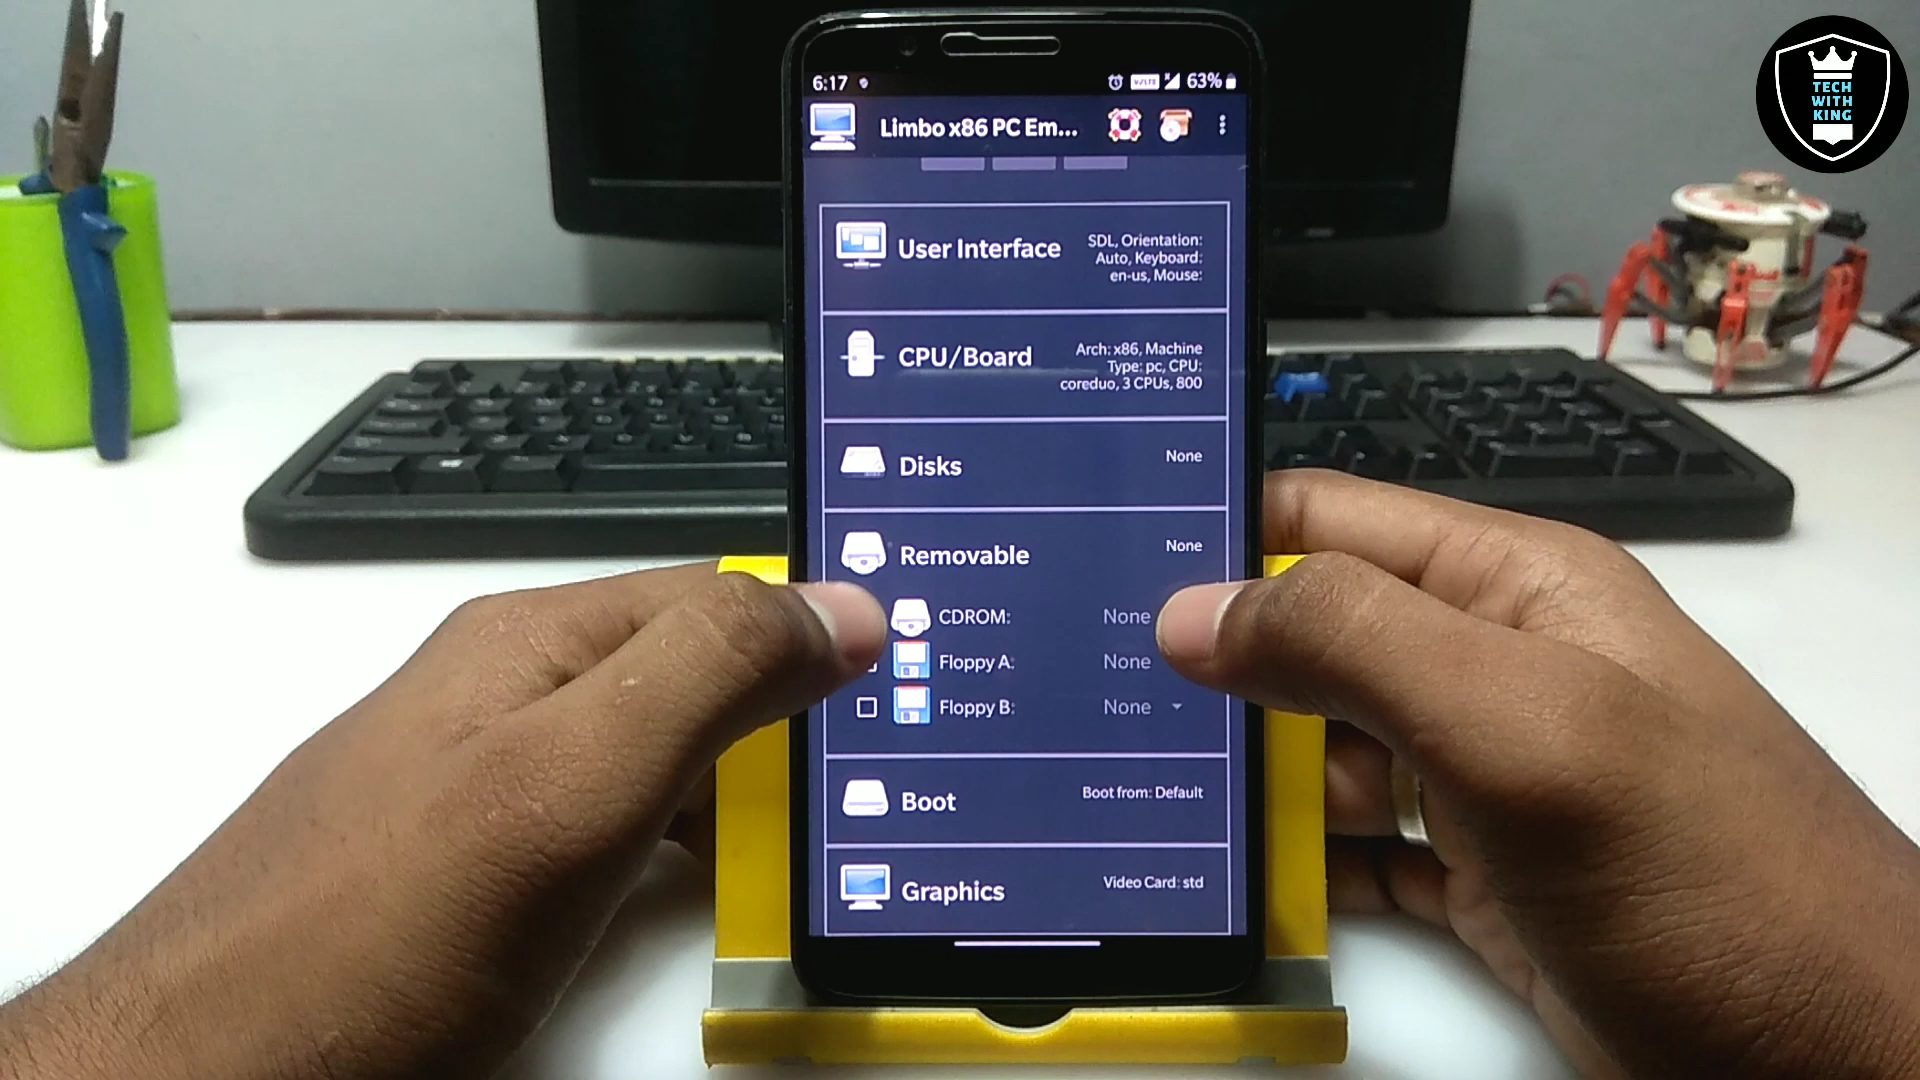 6:17
VoLTE
63%
Limbo x86 PC Em...
User Interface
SDL, Orientation:
Auto, Keyboard:
en-us, Mouse:
CPU/Board
Arch: x86, Machine
Type: pc, CPU:
coreduo, 3 CPUs, 800
Disks
None
Removable
None
CDROM:
None
Floppy A:
None
Floppy B:
None
Boot
Boot from: Default
Graphics
Video Card: std
TECH
WITH
KING